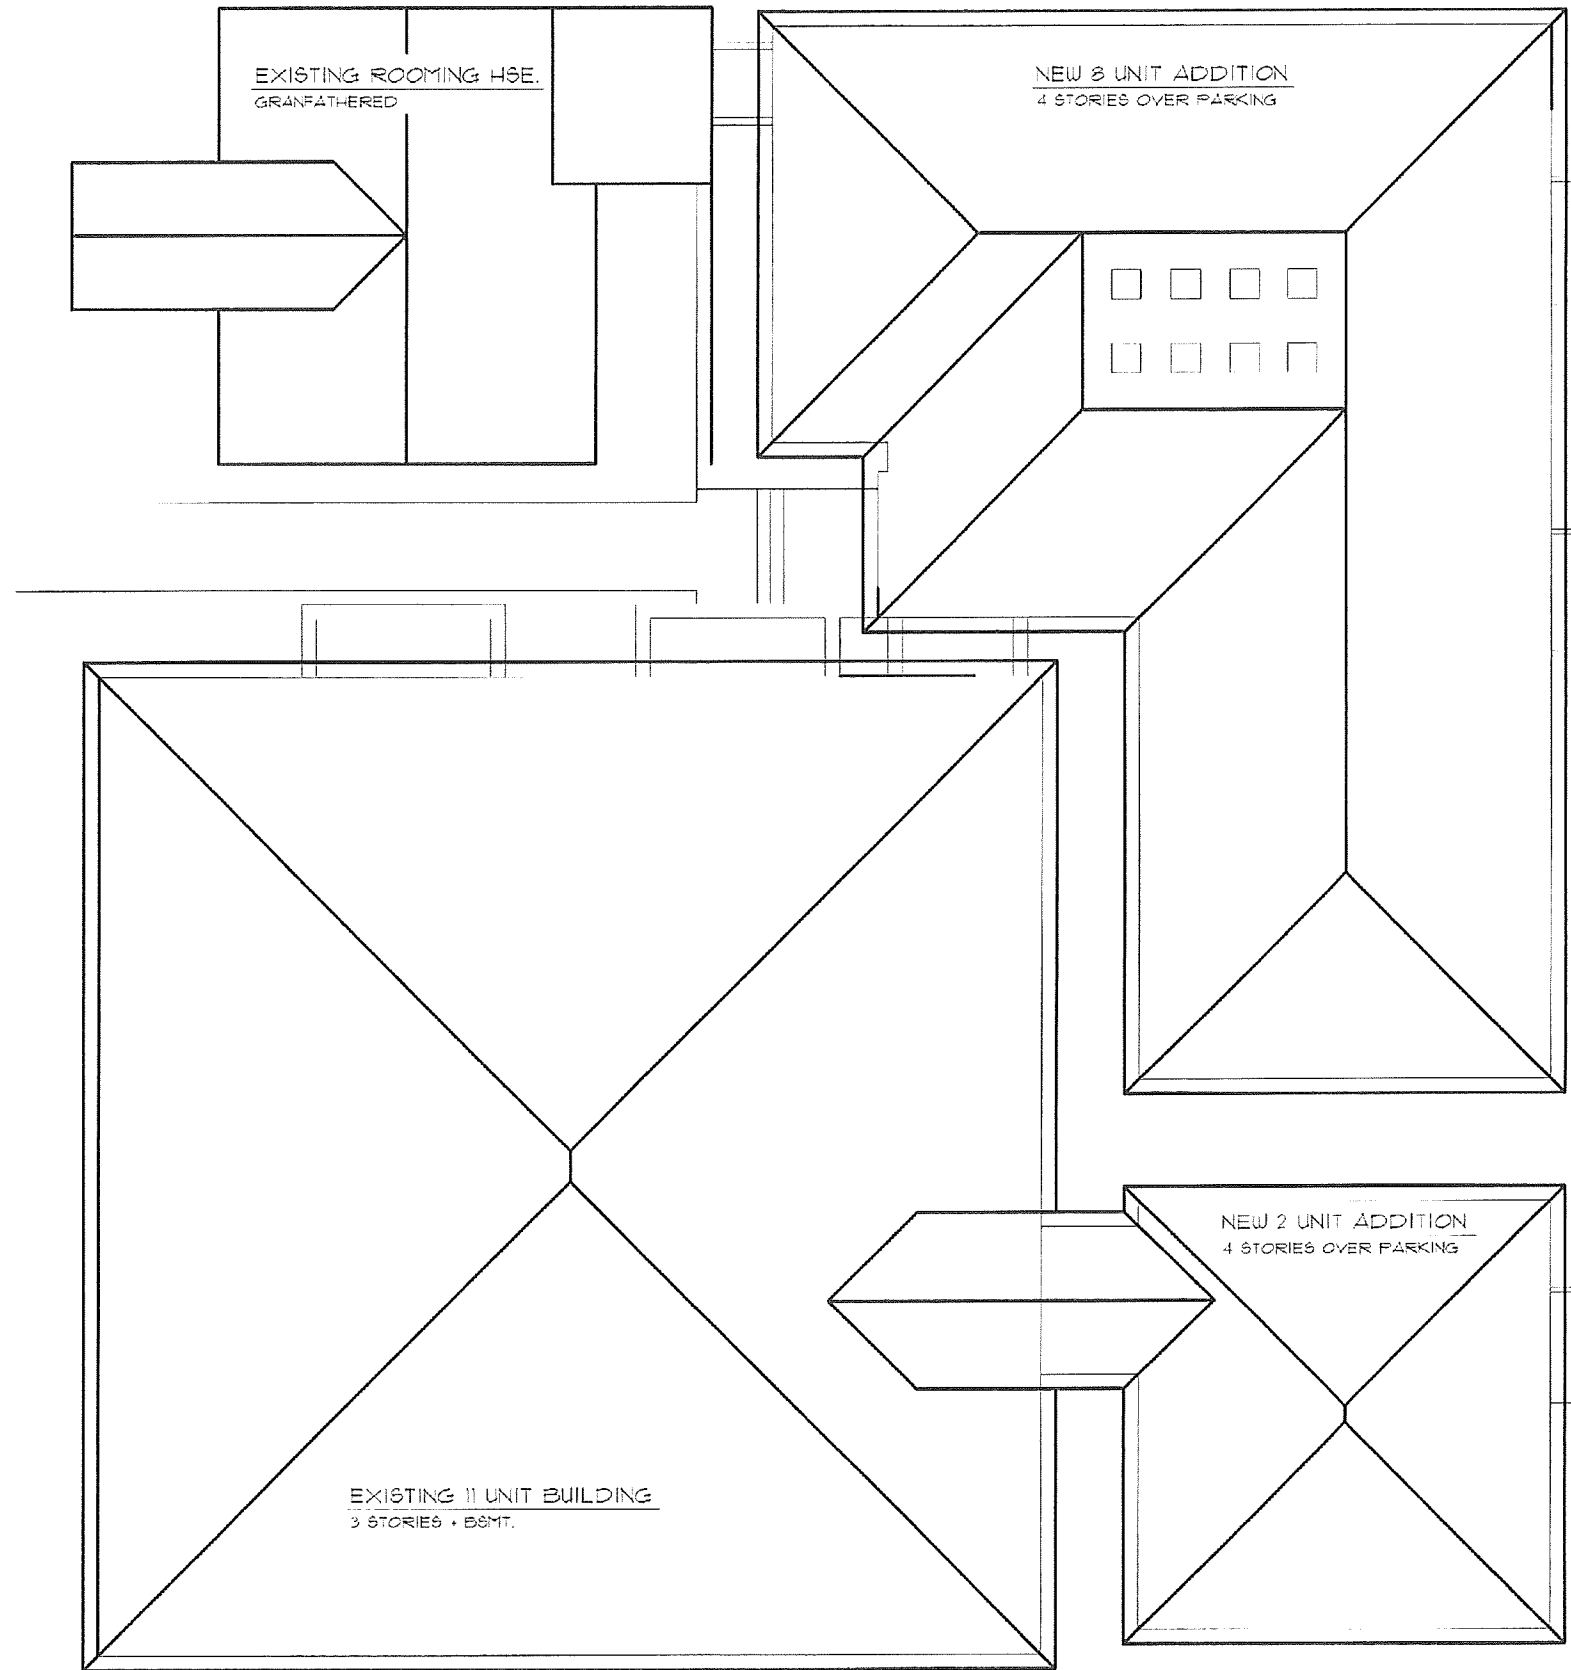 EXISTING ROOMING HSE.
GRANFATHERED
NEW 8 UNIT ADDITION
4 STORIES OVER PARKING
NEW 2 UNIT ADDITION
4 STORIES OVER PARKING
EXISTING 11 UNIT BUILDING
3 STORIES + BSMT.